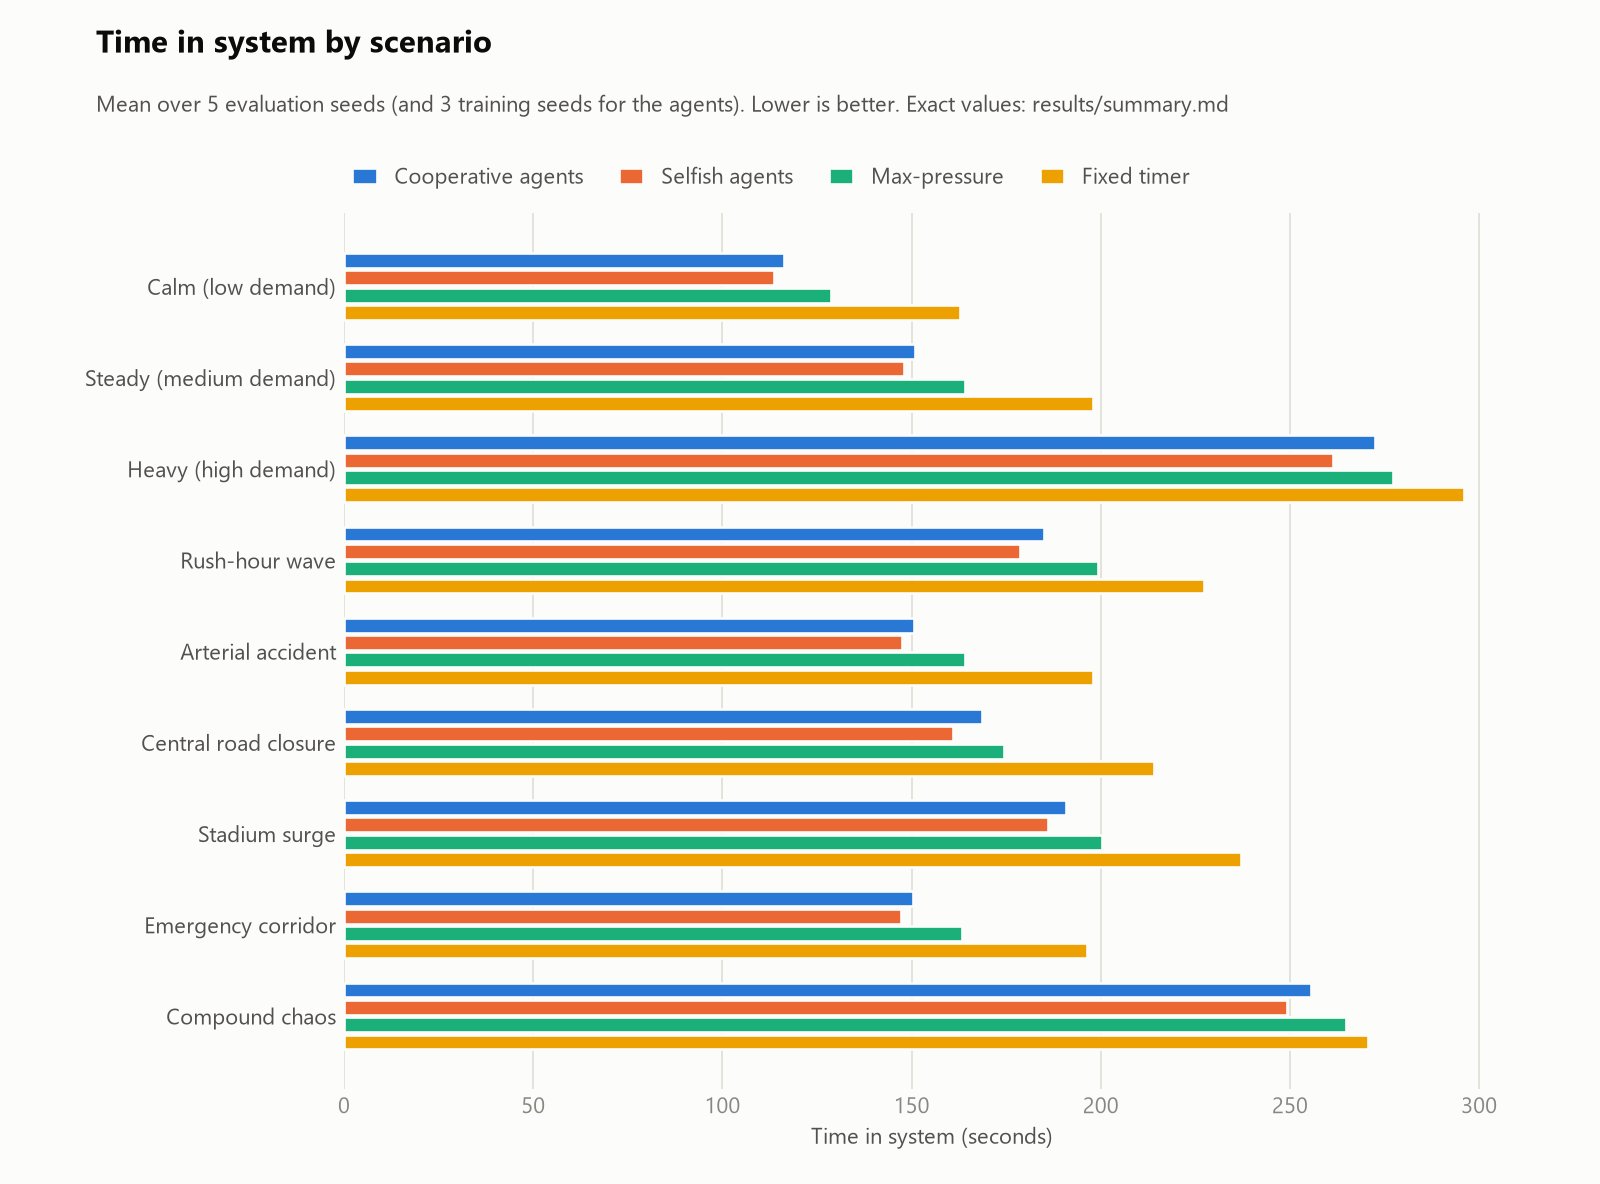 Time in system by scenario
Mean over 5 evaluation seeds (and 3 training seeds for the agents). Lower is better. Exact values: results/summary.md
Cooperative agents Selfish agents Max-pressure Fixed timer
Calm (low demand)
Steady (medium demand)
Heavy (high demand)
Rush-hour wave
Arterial accident
Central road closure
Stadium surge
Emergency corridor
Compound chaos
0 50 100 150 200 250 300
Time in system (seconds)